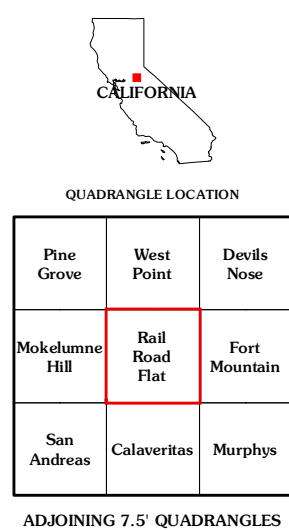 CALIFORNIA
QUADRANGLE LOCATION
Pine
Grove
West
Point
Devils
Nose
Mokelumne
Hill
Rail
Road
Flat
Fort
Mountain
San
Andreas
Calaveritas
Murphys
ADJOINING 7.5' QUADRANGLES